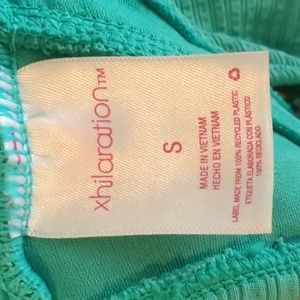 xhilaration™
S
MADE IN VIETNAM
HECHO EN VIETNAM
LABEL MADE FROM 100% RECYCLED PLASTIC
ETIQUETA ELABORADA CON PLÁSTICO
100% RECICLADO